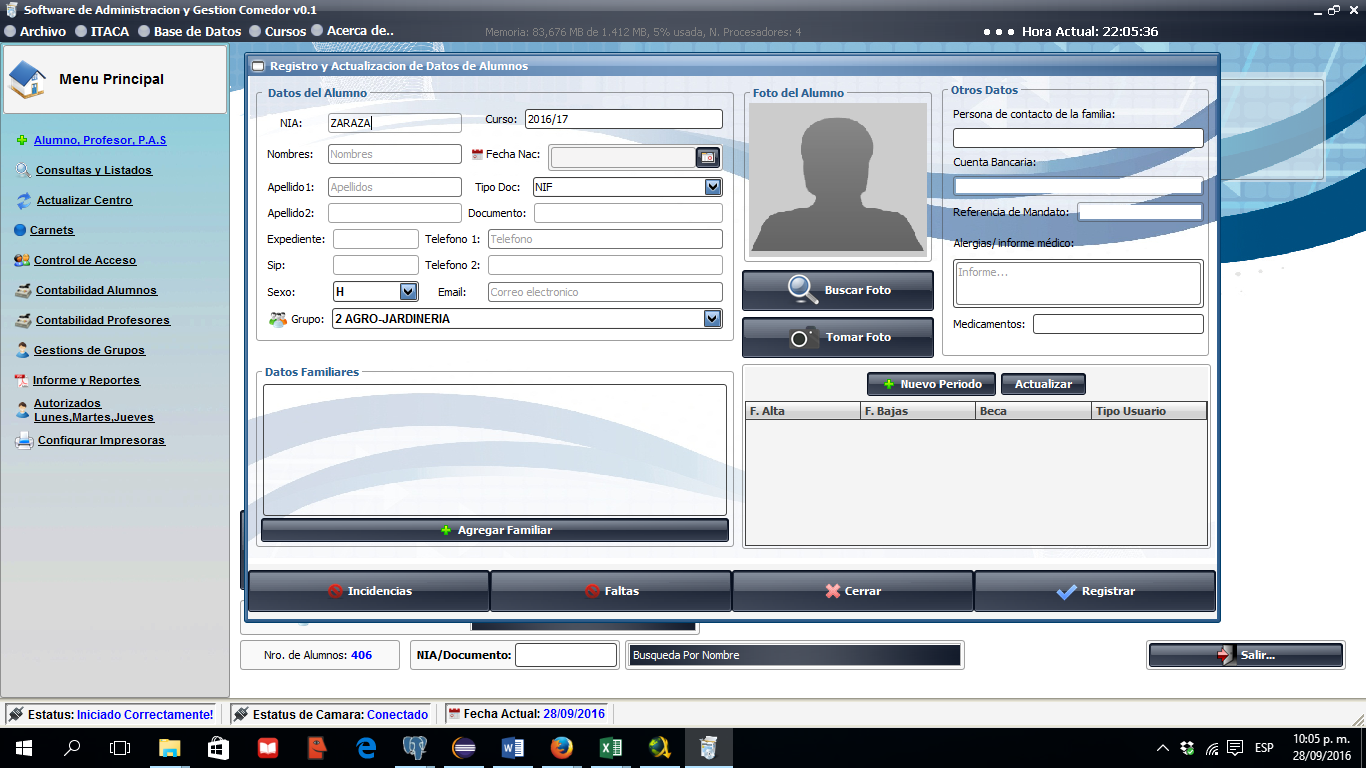 Software de Administracion y Gestion Comedor v0.1
Archivo ITACA Base de Datos Cursos Acerca de..
Memoria: 83,676 MB de 1.412 MB, 5% usada, N. Procesadores: 4
Hora Actual: 22:05:36
Menu Principal
Alumno, Profesor, P.A.S
Consultas y Listados
Actualizar Centro
Carnets
Control de Acceso
Contabilidad Alumnos
Contabilidad Profesores
Gestions de Grupos
Informe y Reportes
Autorizados
Lunes,Martes,Jueves
Configurar Impresoras
Registro y Actualizacion de Datos de Alumnos
Datos del Alumno
NIA: ZARAZA Curso: 2016/17
Nombres: Nombres Fecha Nac:
Apellido1: Apellidos Tipo Doc: NIF
Apellido2: Documento:
Expediente: Telefono 1: Telefono
Sip: Telefono 2:
Sexo: H Email: Correo electronico
Grupo: 2 AGRO-JARDINERIA
Foto del Alumno
Buscar Foto
Tomar Foto
Otros Datos
Persona de contacto de la familia:
Cuenta Bancaria:
Referencia de Mandato:
Alergias/informe médico:
Informe...
Medicamentos:
Datos Familiares
Agregar Familiar
Nuevo Periodo Actualizar
F. Alta F. Bajas Beca Tipo Usuario
Incidencias Faltas Cerrar Registrar
Nro. de Alumnos: 406 NIA/Documento: Busqueda Por Nombre Salir...
Estatus: Iniciado Correctamente! Estatus de Camara: Conectado Fecha Actual: 28/09/2016
ESP
10:05 p. m.
28/09/2016